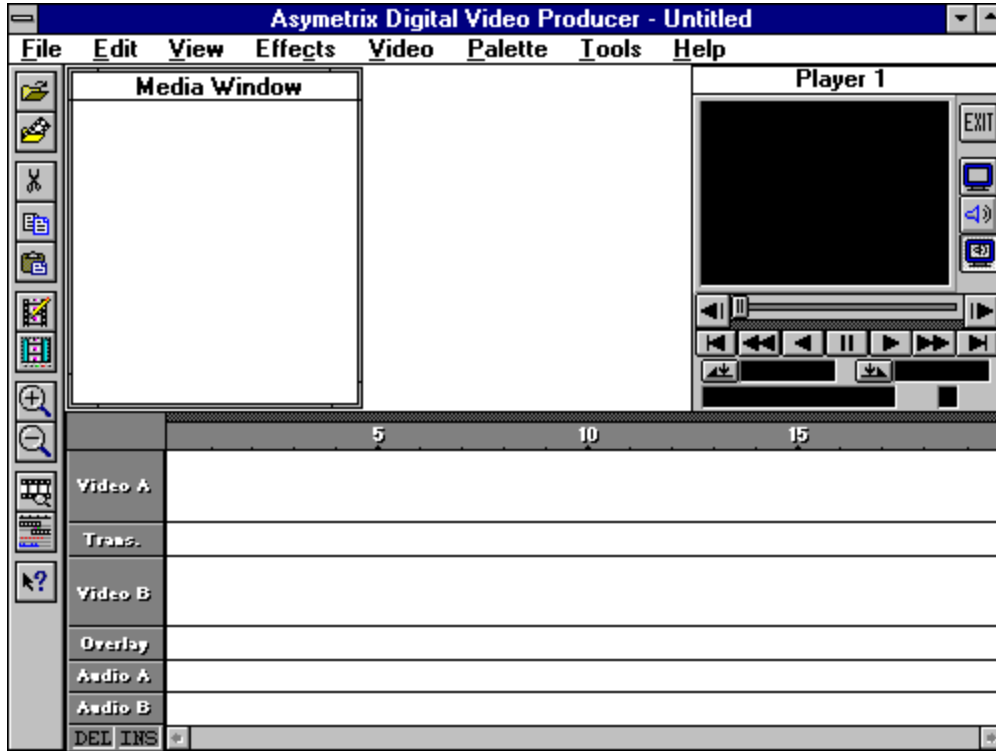 Asymetrix Digital Video Producer - Untitled
File Edit View Effects Video Palette Tools Help
Media Window
Player 1
EXIT
5 10 15
Video A
Trans.
Video B
Overlay
Audio A
Audio B
DEL INS